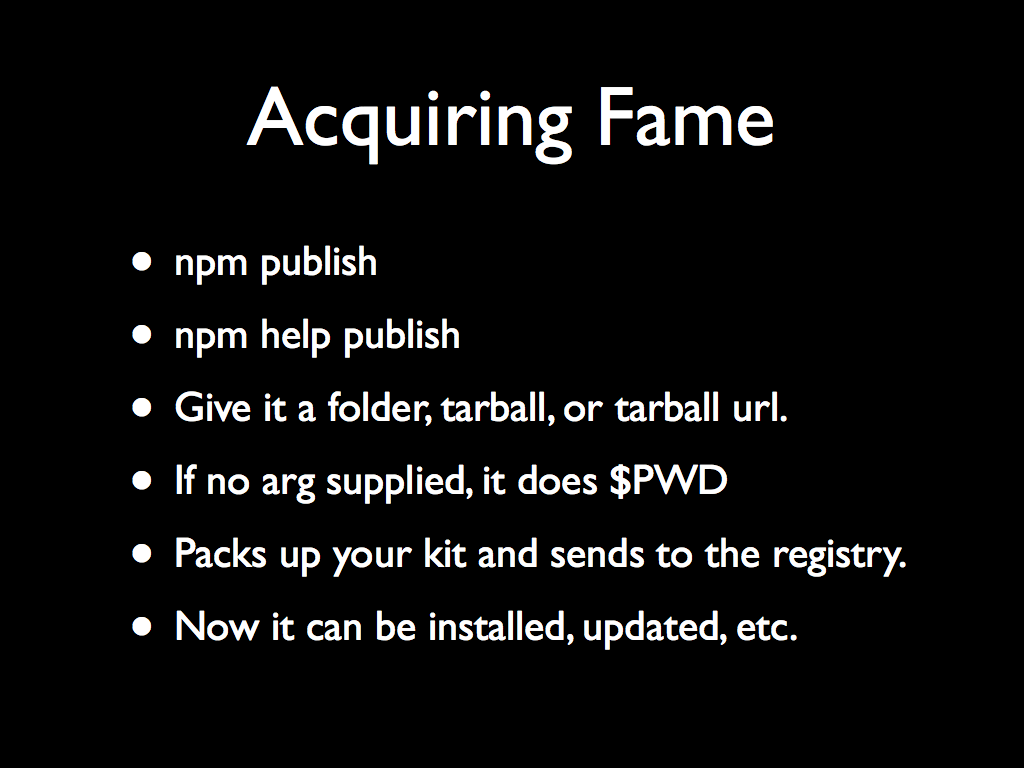 Acquiring Fame
• npm publish
• npm help publish
• Give it a folder, tarball, or tarball url.
• If no arg supplied, it does $PWD
• Packs up your kit and sends to the registry.
• Now it can be installed, updated, etc.